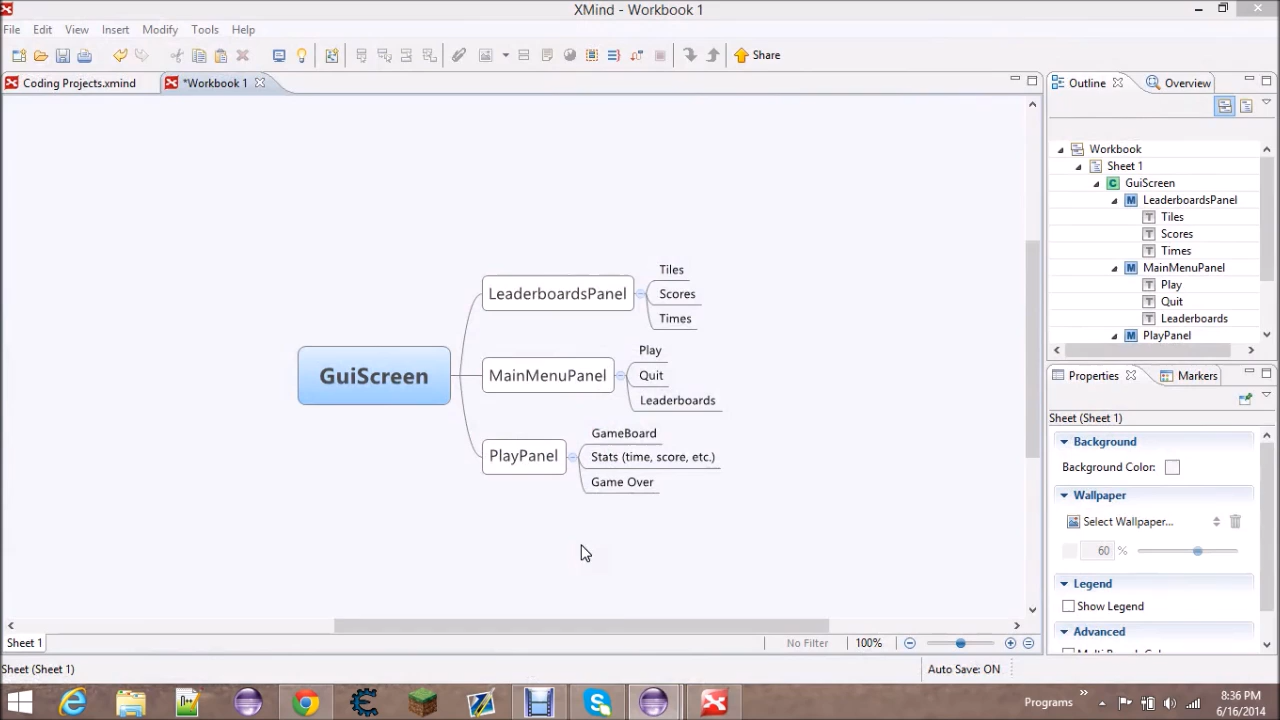 XMind - Workbook 1
File Edit View Insert Modify Tools Help
Share
Coding Projects.xmind
*Workbook 1
Outline
Overview
Workbook
Sheet 1
GuiScreen
LeaderboardsPanel
Tiles
Scores
Times
MainMenuPanel
Play
Quit
Leaderboards
PlayPanel
GuiScreen
LeaderboardsPanel
Tiles
Scores
Times
MainMenuPanel
Play
Quit
Leaderboards
PlayPanel
GameBoard
Stats (time, score, etc.)
Game Over
Properties
Markers
Sheet (Sheet 1)
Background
Background Color:
Wallpaper
Select Wallpaper...
60 %
Legend
Show Legend
Advanced
Sheet 1
No Filter
100%
Sheet (Sheet 1)
Auto Save: ON
Programs
8:36 PM
6/16/2014